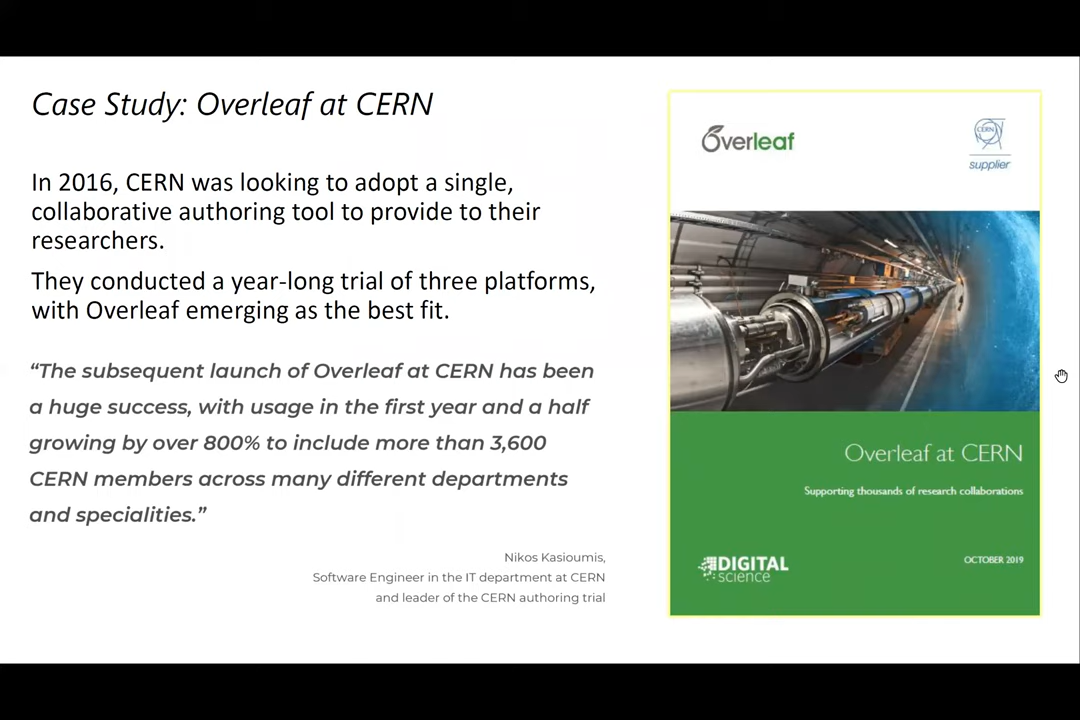 Case Study: Overleaf at CERN
In 2016, CERN was looking to adopt a single,
collaborative authoring tool to provide to their
researchers.
They conducted a year-long trial of three platforms,
with Overleaf emerging as the best fit.
“The subsequent launch of Overleaf at CERN has been
a huge success, with usage in the first year and a half
growing by over 800% to include more than 3,600
CERN members across many different departments
and specialities.”
Nikos Kasioumis,
Software Engineer in the IT department at CERN
and leader of the CERN authoring trial
Overleaf
CERN
supplier
Overleaf at CERN
Supporting thousands of research collaborations
DIGITAL
science
OCTOBER 2019